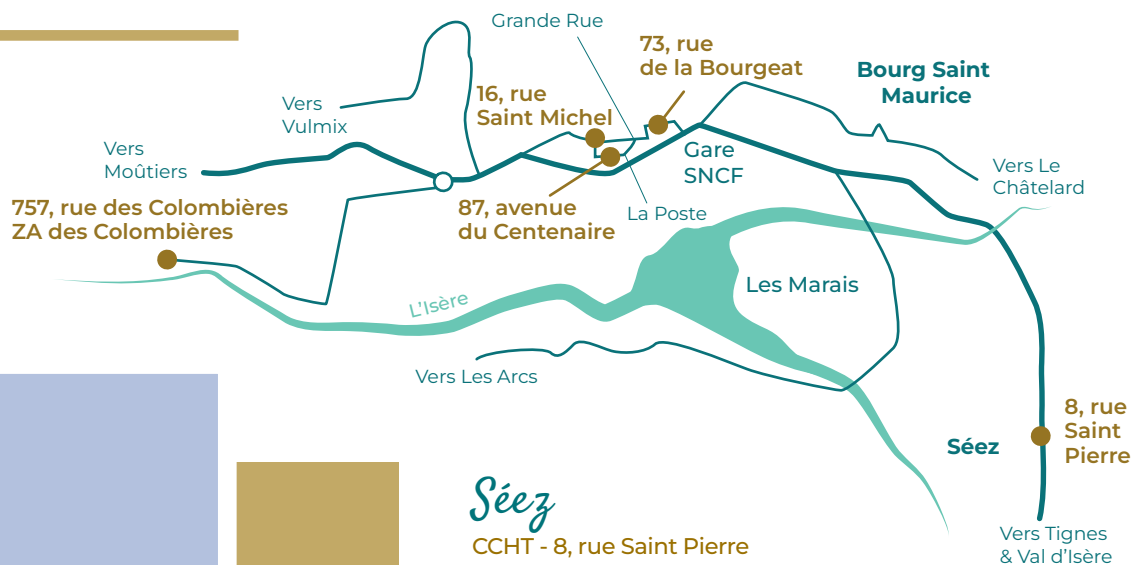 Grande Rue
73, rue
de la Bourgeat
Bourg Saint
Maurice
16, rue
Saint Michel
Vers
Vulmix
Vers
Moûtiers
Gare
SNCF
Vers Le
Châtelard
757, rue des Colombières
ZA des Colombières
87, avenue
du Centenaire
La Poste
Les Marais
L'Isère
Vers Les Arcs
8, rue
Saint
Pierre
Séez
Séez
CCHT - 8, rue Saint Pierre
Vers Tignes
& Val d'Isère